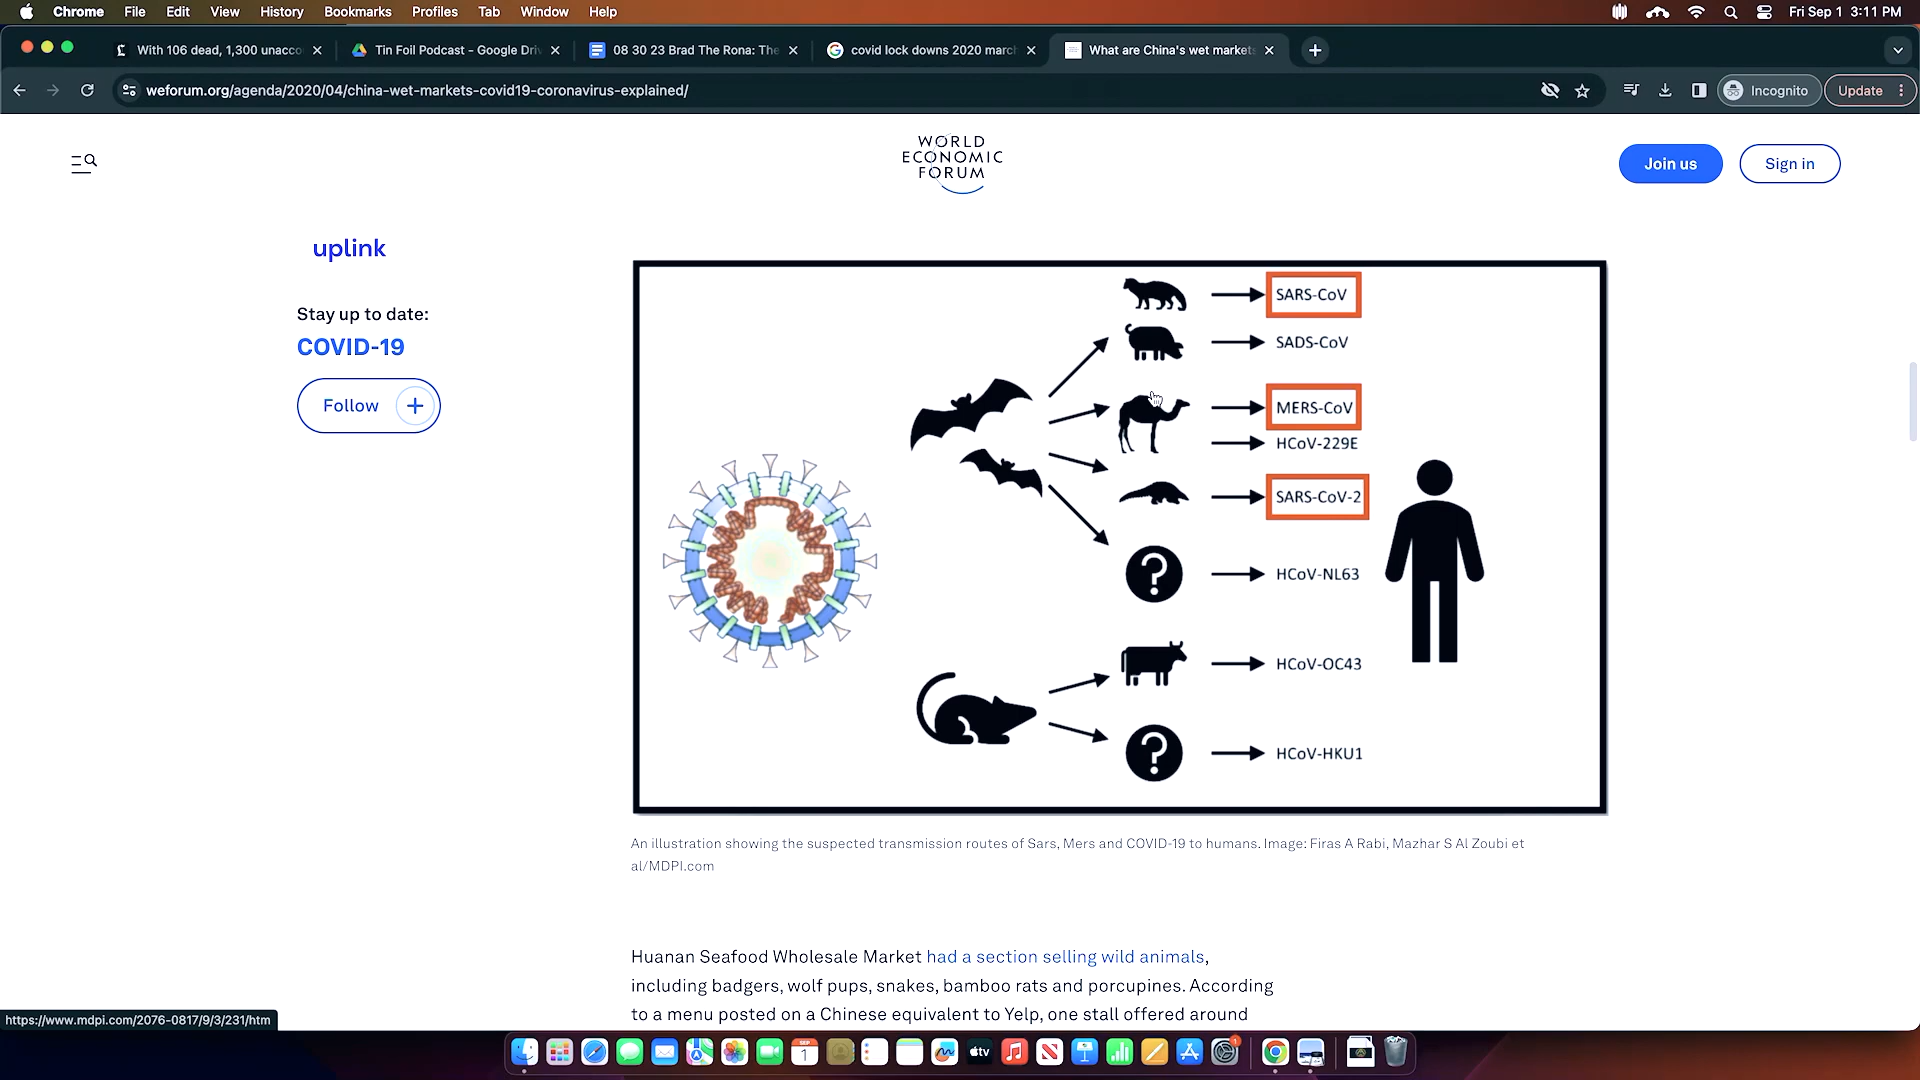 Chrome File Edit View History Bookmarks Profiles Tab Window Help Fri Sep 1 3:11 PM
With 106 dead, 1,300 unacco
Tin Foil Podcast - Google Driv
08 30 23 Brad The Rona: The
covid lock downs 2020 march
What are China's wet markets
weforum.org/agenda/2020/04/china-wet-markets-covid19-coronavirus-explained/
Incognito
Update
WORLD
ECONOMIC
FORUM
Join us
Sign in
uplink
Stay up to date:
COVID-19
Follow
SARS-CoV
SADS-CoV
MERS-CoV
HCoV-229E
SARS-CoV-2
? HCoV-NL63
HCoV-OC43
? HCoV-HKU1
An illustration showing the suspected transmission routes of Sars, Mers and COVID-19 to humans. Image: Firas A Rabi, Mazhar S Al Zoubi et
al/MDPI.com
Huanan Seafood Wholesale Market had a section selling wild animals,
including badgers, wolf pups, snakes, bamboo rats and porcupines. According
to a menu posted on a Chinese equivalent to Yelp, one stall offered around
https://www.mdpi.com/2076-0817/9/3/231/htm
SEP
1
tv
1